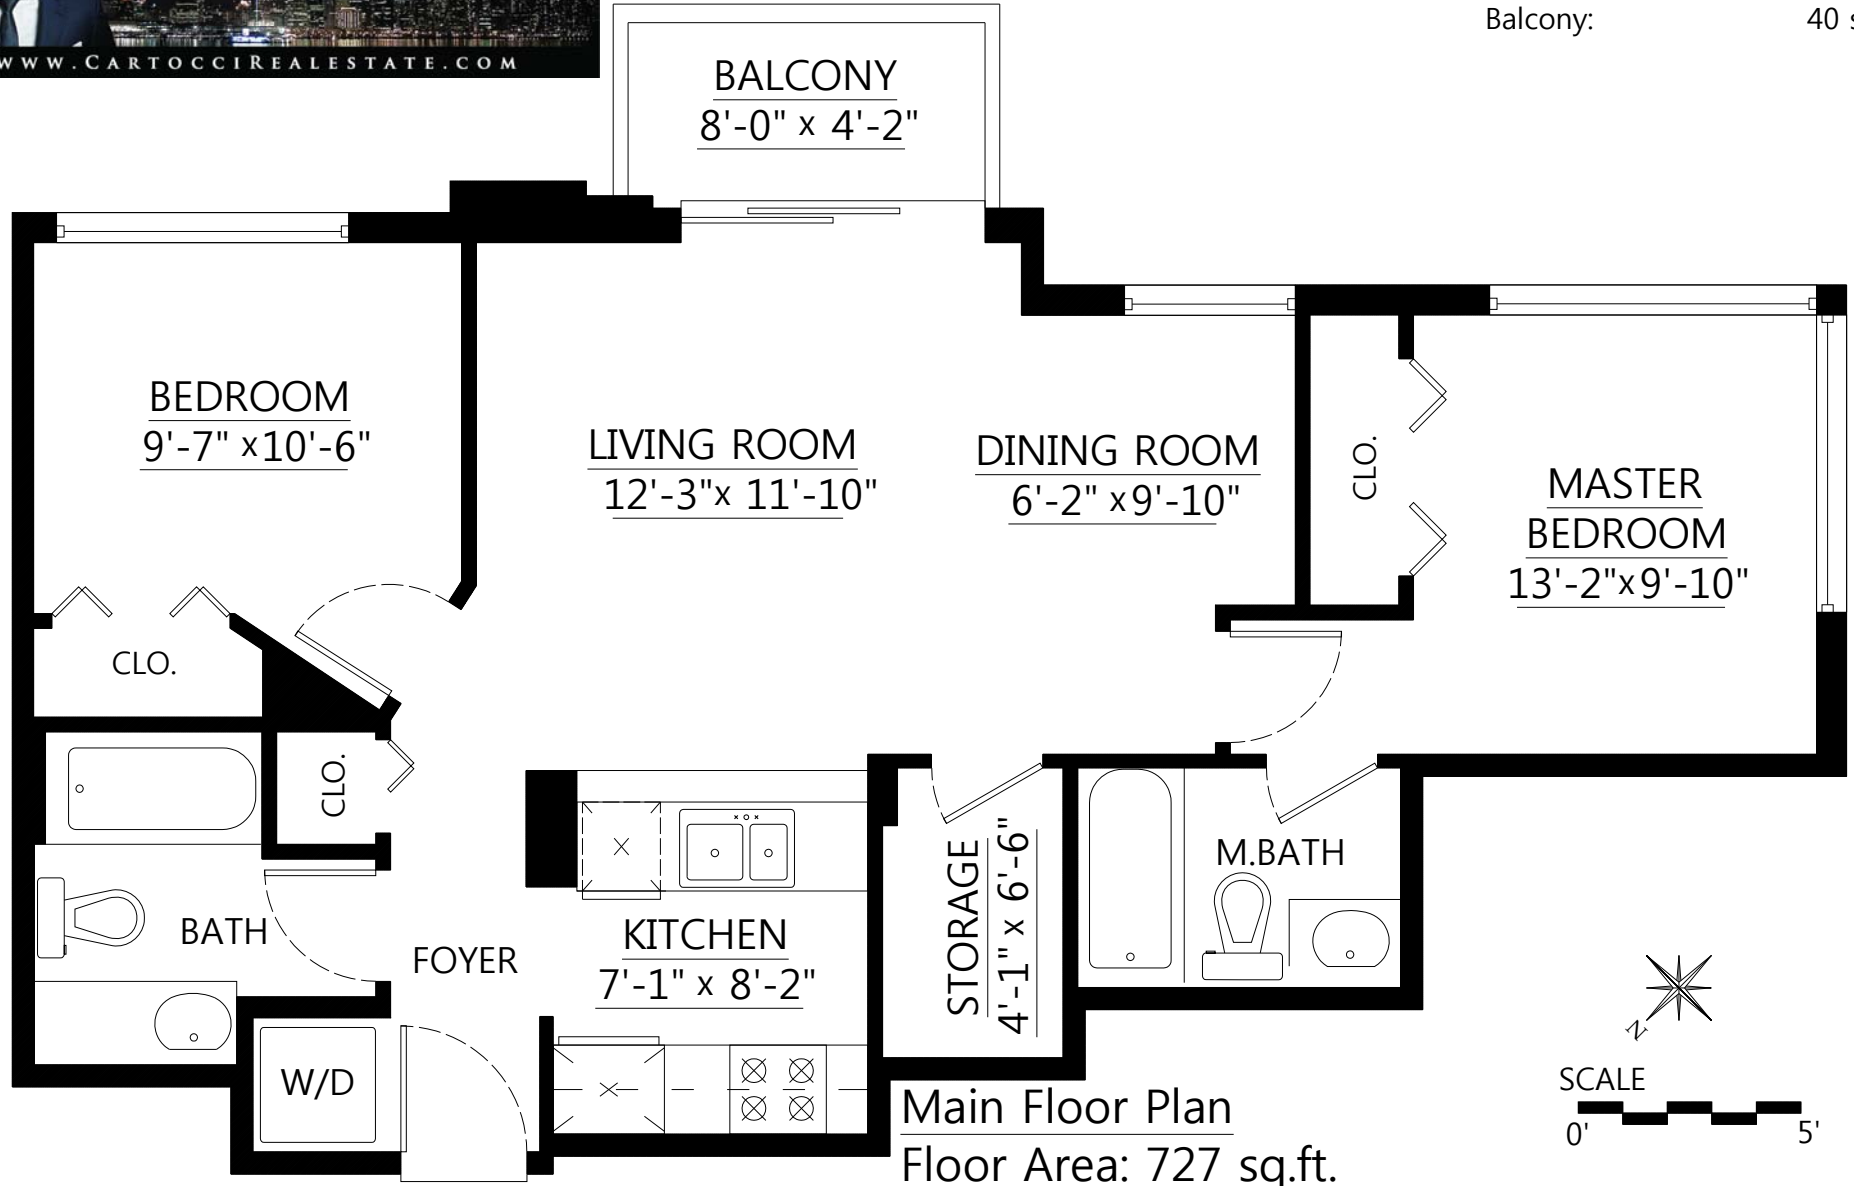 www.CartocciRealestate.com
Balcony: 40 s
BALCONY
8'-0" x 4'-2"
BEDROOM
9'-7" x 10'-6"
LIVING ROOM
12'-3" x 11'-10"
DINING ROOM
6'-2" x 9'-10"
CLO.
MASTER
BEDROOM
13'-2" x 9'-10"
CLO.
CLO.
BATH
FOYER
KITCHEN
7'-1" x 8'-2"
STORAGE
4'-1" x 6'-6"
M.BATH
W/D
N
SCALE
0' 5'
Main Floor Plan
Floor Area: 727 sq.ft.